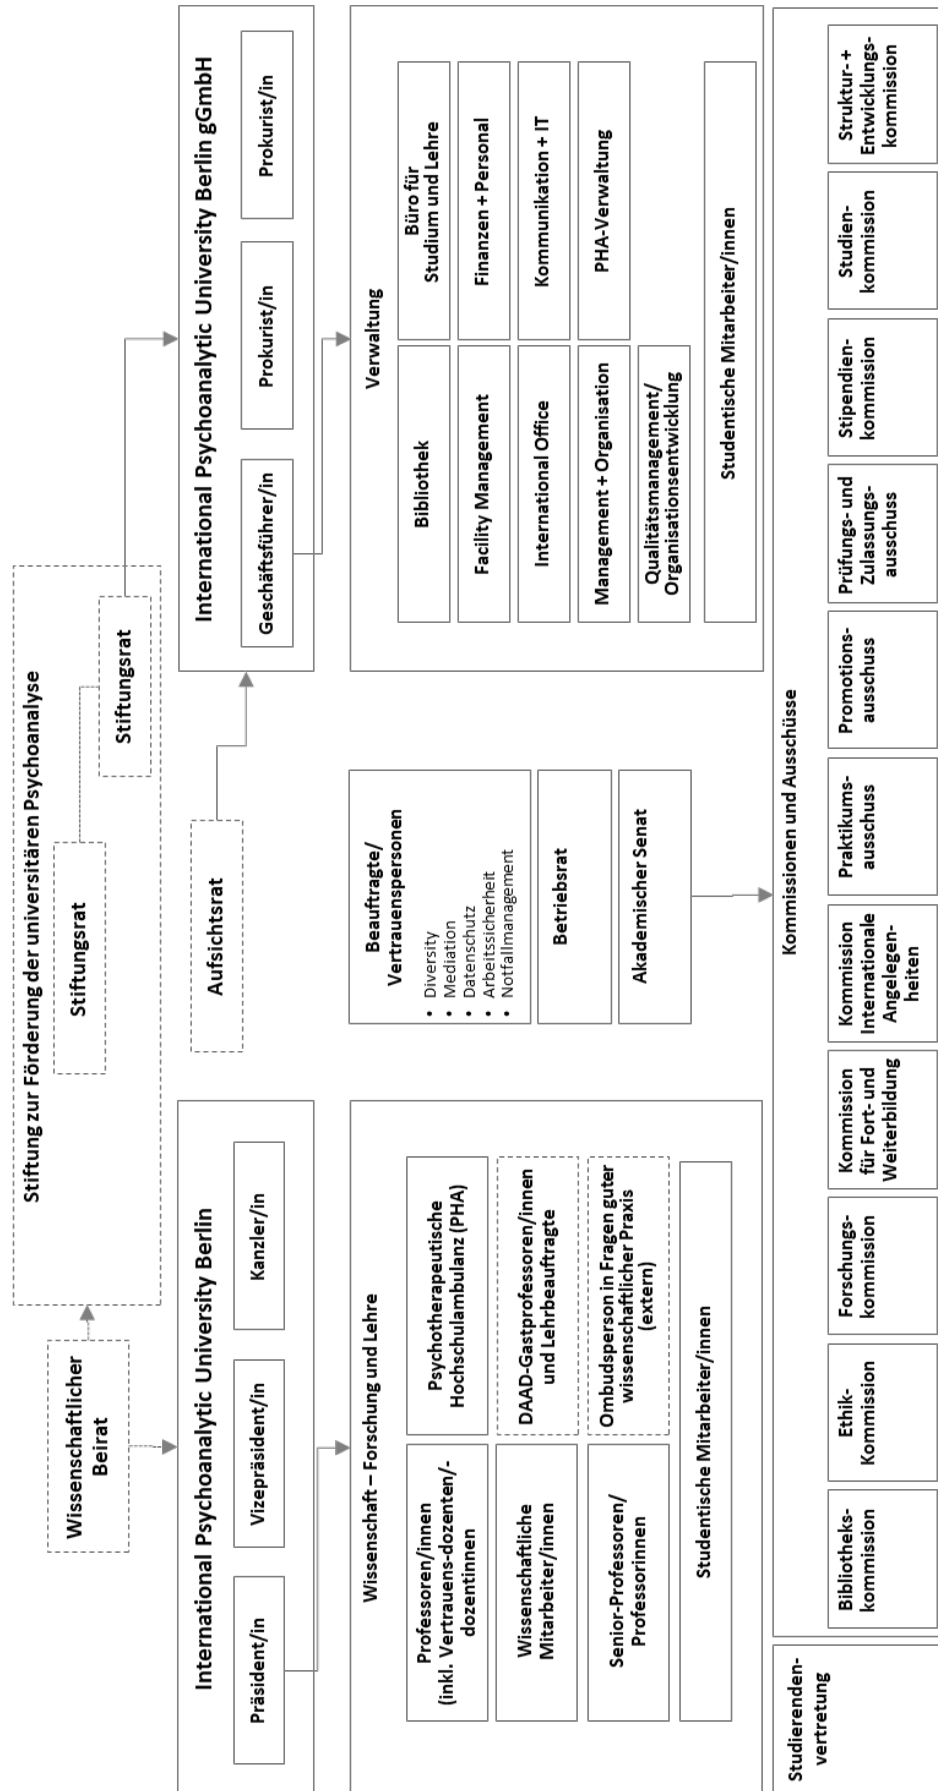 Stiftung zur Förderung der universitären Psychoanalyse
Wissenschaftlicher
Beirat
Stiftungsrat
Stiftungsrat
Aufsichtsrat
International Psychoanalytic University Berlin
Präsident/in
Vizepräsident/in
Kanzler/in
International Psychoanalytic University Berlin gGmbH
Geschäftsführer/in
Prokurist/in
Prokurist/in
Wissenschaft – Forschung und Lehre
Professoren/innen
(inkl. Vertrauens-dozenten/-
dozentinnen
Psychotherapeutische
Hochschulambulanz (PHA)
Wissenschaftliche
Mitarbeiter/innen
DAAD-Gastprofessoren/innen
und Lehrbeauftragte
Senior-Professoren/
Professorinnen
Ombudsperson in Fragen guter
wissenschaftlicher Praxis
(extern)
Studentische Mitarbeiter/innen
Beauftragte/
Vertrauenspersonen
• Diversity
• Mediation
• Datenschutz
• Arbeitssicherheit
• Notfallmanagement
Betriebsrat
Akademischer Senat
Verwaltung
Bibliothek
Büro für
Studium und Lehre
Facility Management
Finanzen + Personal
International Office
Kommunikation + IT
Management + Organisation
PHA-Verwaltung
Qualitätsmanagement/
Organisationsentwicklung
Studentische Mitarbeiter/innen
Studierenden-
vertretung
Kommissionen und Ausschüsse
Bibliotheks-
kommission
Ethik-
Kommission
Forschungs-
kommission
Kommission
für Fort- und
Weiterbildung
Kommission
Internationale
Angelegen-
heiten
Praktikums-
ausschuss
Promotions-
ausschuss
Prüfungs- und
Zulassungs-
ausschuss
Stipendien-
kommission
Studien-
kommission
Struktur- +
Entwicklungs-
kommission